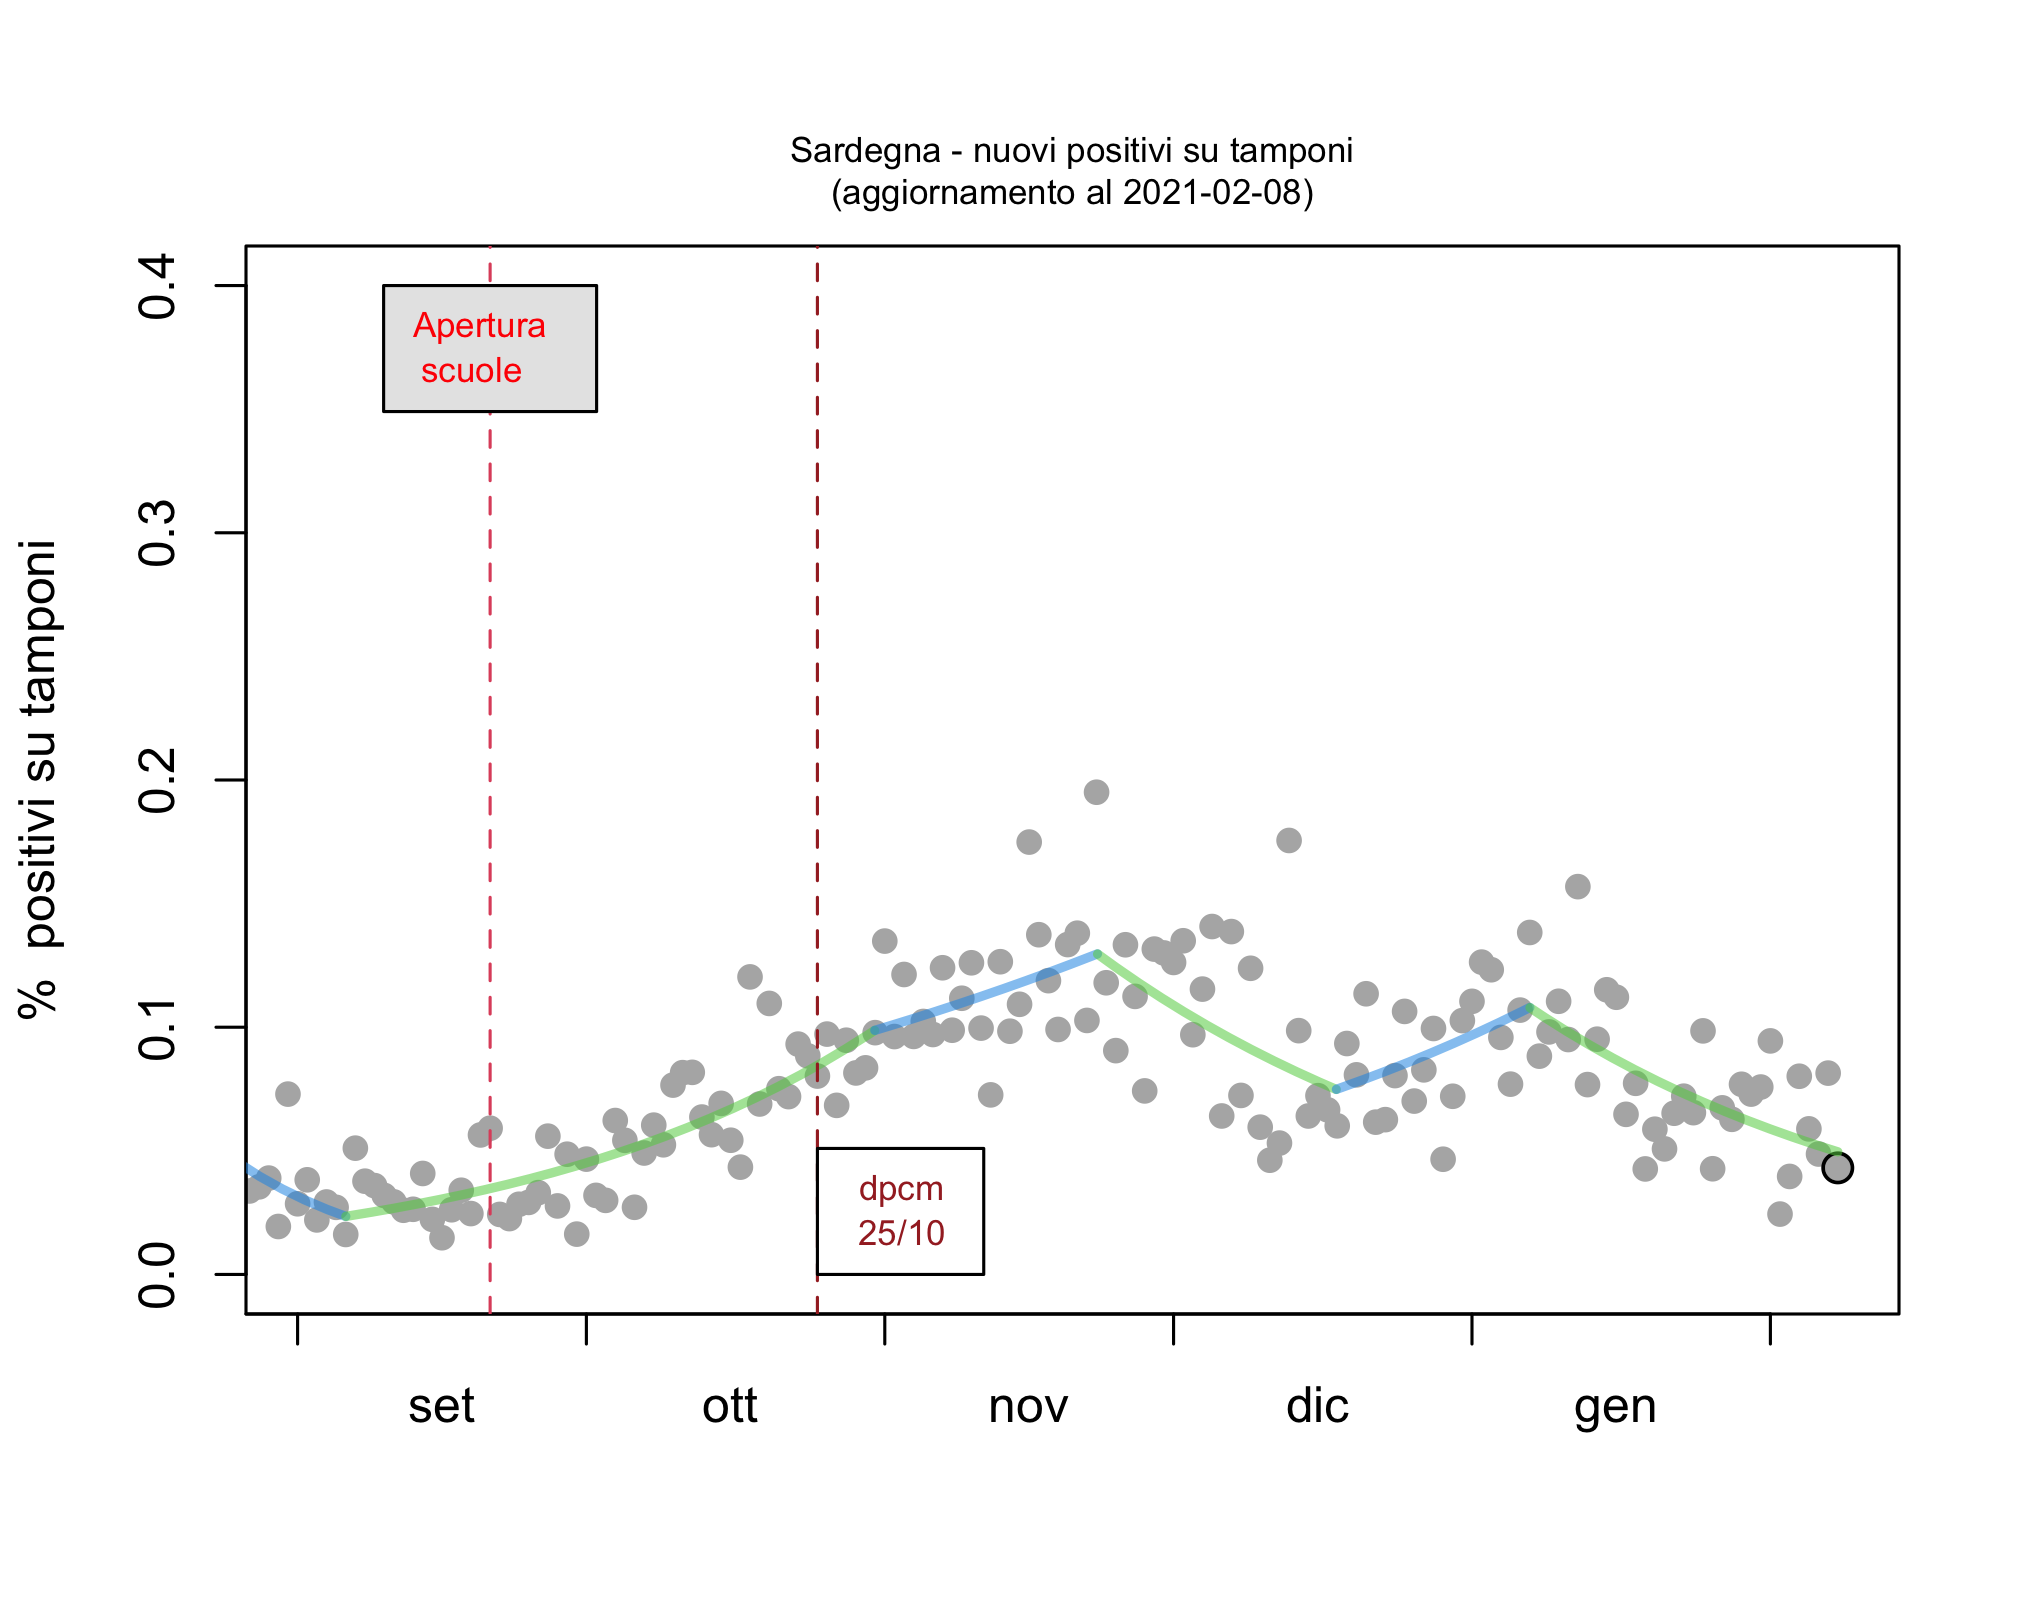 Sardegna - nuovi positivi su tamponi
(aggiornamento al 2021-02-08)
% positivi su tamponi
0.4
0.3
0.2
0.1
0.0
Apertura
scuole
dpcm
25/10
set
ott
nov
dic
gen